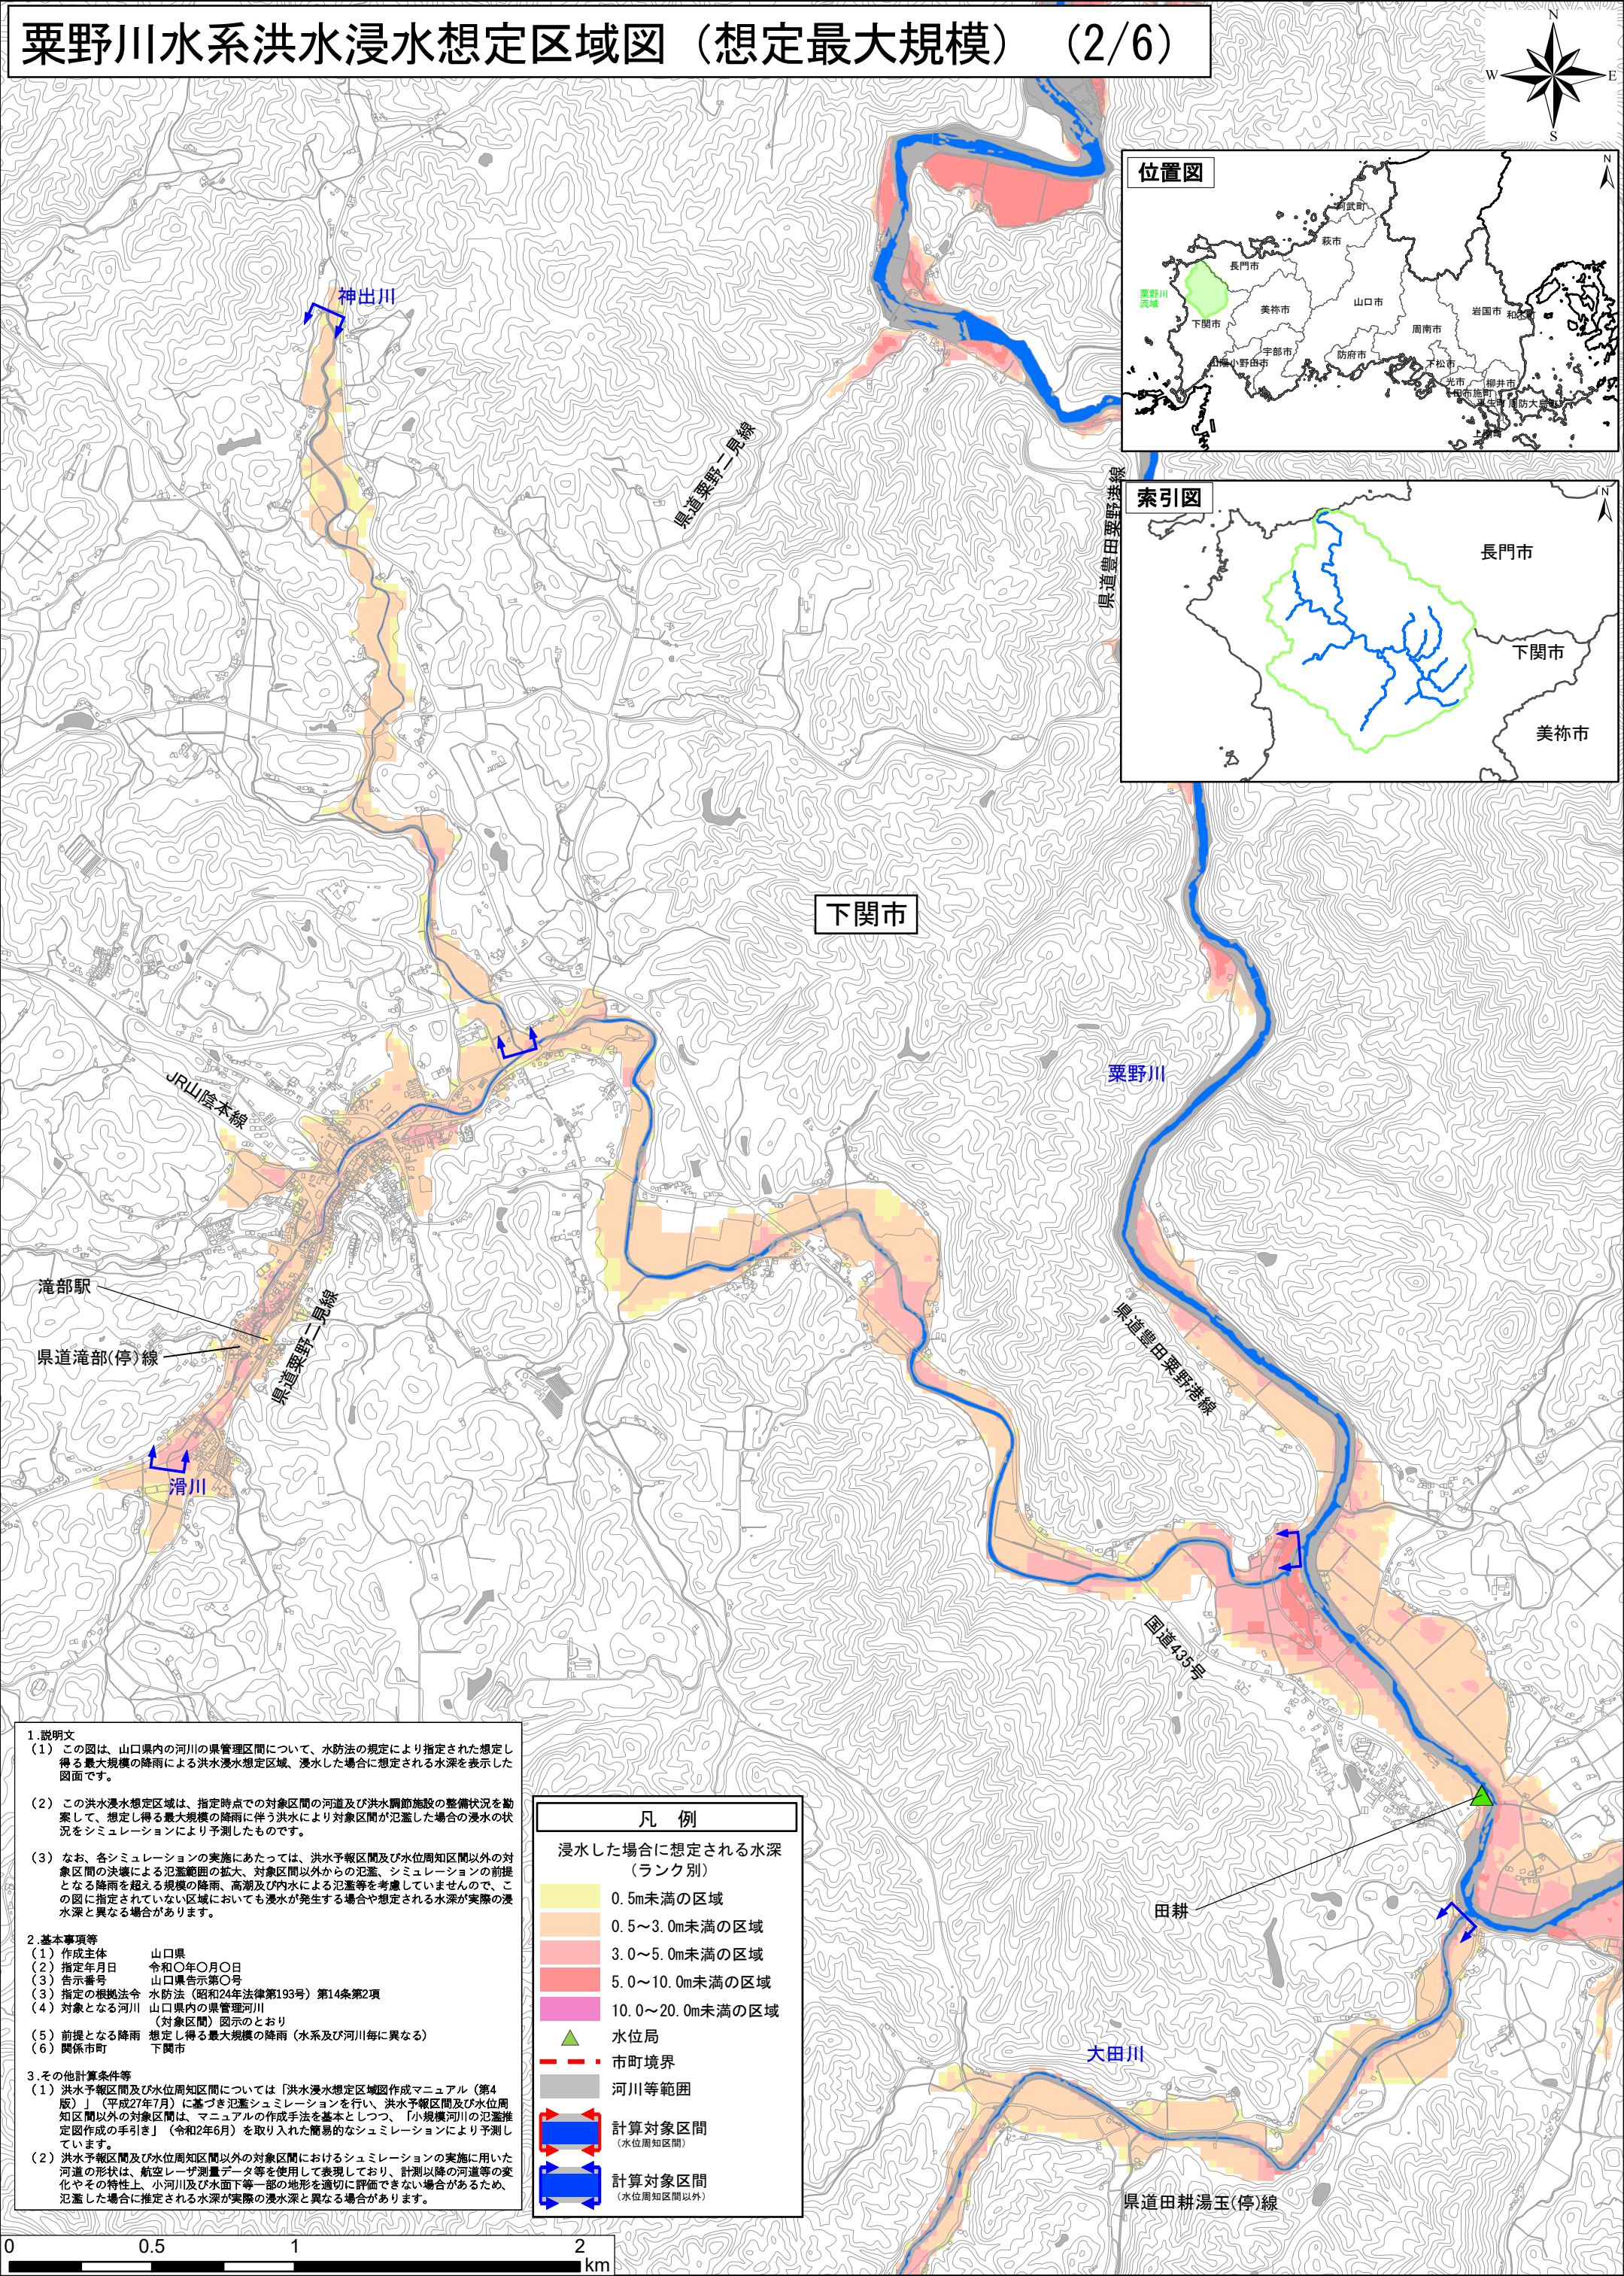 粟野川水系洪水浸水想定区域図（想定最大規模）　（2/6）
N
W
E
S
位置図
N
阿武町
萩市
長門市
粟野川
流域
美祢市
山口市
岩国市
和木町
下関市
周南市
宇部市
防府市
山陽小野田市
下松市
光市
柳井市
田布施町
平生町
周防大島町
上関町
索引図
N
長門市
下関市
美祢市
神出川
県道粟野二見線
県道豊田粟野港線
下関市
粟野川
JR山陰本線
滝部駅
県道滝部(停)線
県道粟野二見線
滑川
県道豊田粟野港線
国道435号
田耕
大田川
県道田耕湯玉(停)線
1.説明文
（1） この図は、山口県内の河川の県管理区間について、水防法の規定により指定された想定し
得る最大規模の降雨による洪水浸水想定区域、浸水した場合に想定される水深を表示した
図面です。
（2） この洪水浸水想定区域は、指定時点での対象区間の河道及び洪水調節施設の整備状況を勘
案して、想定し得る最大規模の降雨に伴う洪水により対象区間が氾濫した場合の浸水の状
況をシミュレーションにより予測したものです。
（3） なお、各シミュレーションの実施にあたっては、洪水予報区間及び水位周知区間以外の対
象区間の決壊による氾濫範囲の拡大、対象区間以外からの氾濫、シミュレーションの前提
となる降雨を超える規模の降雨、高潮及び内水による氾濫等を考慮していませんので、こ
の図に指定されていない区域においても浸水が発生する場合や想定される水深が実際の浸
水深と異なる場合があります。
2.基本事項等
（1）作成主体　山口県
（2）指定年月日　令和〇年〇月〇日
（3）告示番号　山口県告示第〇号
（3）指定の根拠法令　水防法（昭和24年法律第193号）第14条第2項
（4）対象となる河川　山口県内の県管理河川
（対象区間）図示のとおり
（5）前提となる降雨　想定し得る最大規模の降雨（水系及び河川毎に異なる）
（6）関係市町　下関市
3.その他計算条件等
（1）洪水予報区間及び水位周知区間については「洪水浸水想定区域図作成マニュアル（第4
版）」（平成27年7月）に基づき氾濫シュミレーションを行い、洪水予報区間及び水位周
知区間以外の対象区間は、マニュアルの作成手法を基本としつつ、「小規模河川の氾濫推
定図作成の手引き」（令和2年6月）を取り入れた簡易的なシュミレーションにより予測し
ています。
（2）洪水予報区間及び水位周知区間以外の対象区間におけるシュミレーションの実施に用いた
河道の形状は、航空レーザ測量データ等を使用して表現しており、計測以降の河道等の変
化やその特性上、小河川及び水面下等一部の地形を適切に評価できない場合があるため、
氾濫した場合に推定される水深が実際の浸水深と異なる場合があります。
凡　例
浸水した場合に想定される水深
（ランク別）
0.5m未満の区域
0.5～3.0m未満の区域
3.0～5.0m未満の区域
5.0～10.0m未満の区域
10.0～20.0m未満の区域
水位局
市町境界
河川等範囲
計算対象区間
（水位周知区間）
計算対象区間
（水位周知区間以外）
0 0.5 1 2
km